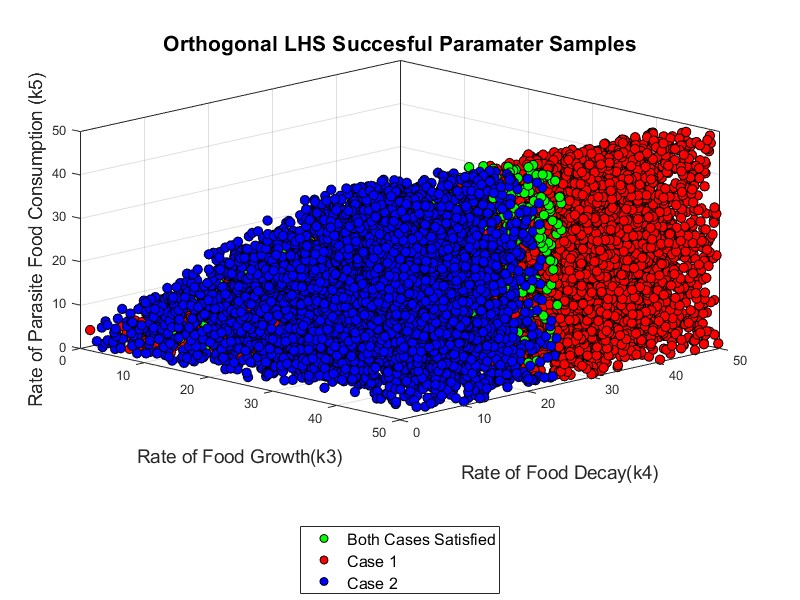 Orthogonal LHS Succesful Paramater Samples
Rate of Parasite Food Consumption (k5)
50
40
30
20
10
0
0
10
20
30
40
50
Rate of Food Growth(k3)
0
10
20
30
40
50
Rate of Food Decay(k4)
Both Cases Satisfied
Case 1
Case 2